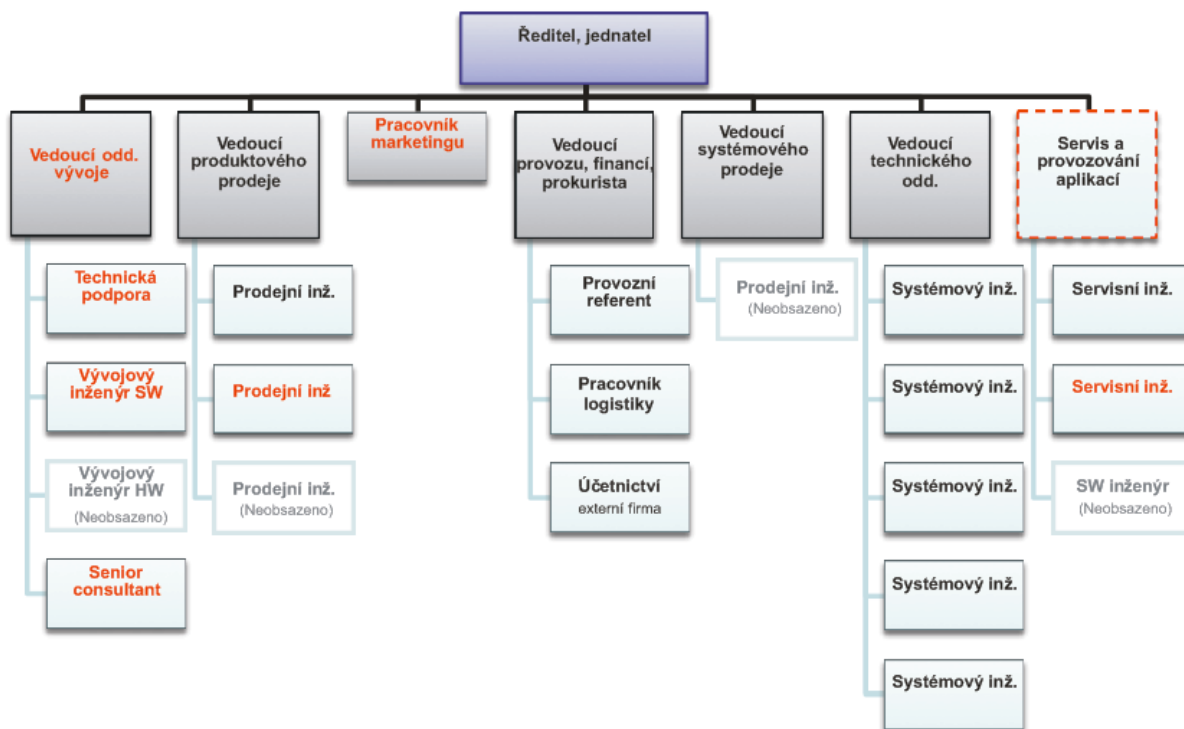 Ředitel, jednatel
Vedoucí odd.
vývoje
Vedoucí
produktového
prodeje
Pracovník
marketingu
Vedoucí
provozu, financí,
prokurista
Vedoucí
systémového
prodeje
Vedoucí
technického
odd.
Servis a
provozování
aplikací
Technická
podpora
Vývojový
inženýr SW
Vývojový
inženýr HW
(Neobsazeno)
Senior
consultant
Prodejní inž.
Prodejní inž
Prodejní inž.
(Neobsazeno)
Provozní
referent
Pracovník
logistiky
Účetnictví
externí firma
Prodejní inž.
(Neobsazeno)
Systémový inž.
Systémový inž.
Systémový inž.
Systémový inž.
Systémový inž.
Servisní inž.
Servisní inž.
SW inženýr
(Neobsazeno)